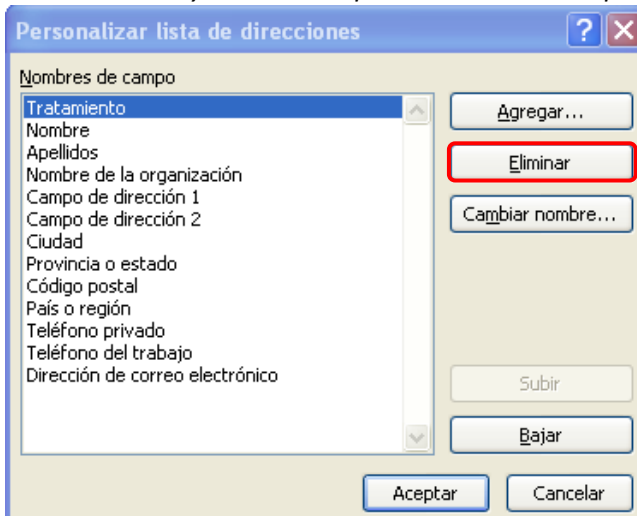 Personalizar lista de direcciones
Nombres de campo
Tratamiento
Nombre
Apellidos
Nombre de la organización
Campo de dirección 1
Campo de dirección 2
Ciudad
Provincia o estado
Código postal
País o región
Teléfono privado
Teléfono del trabajo
Dirección de correo electrónico
Agregar...
Eliminar
Cambiar nombre...
Subir
Bajar
Aceptar
Cancelar